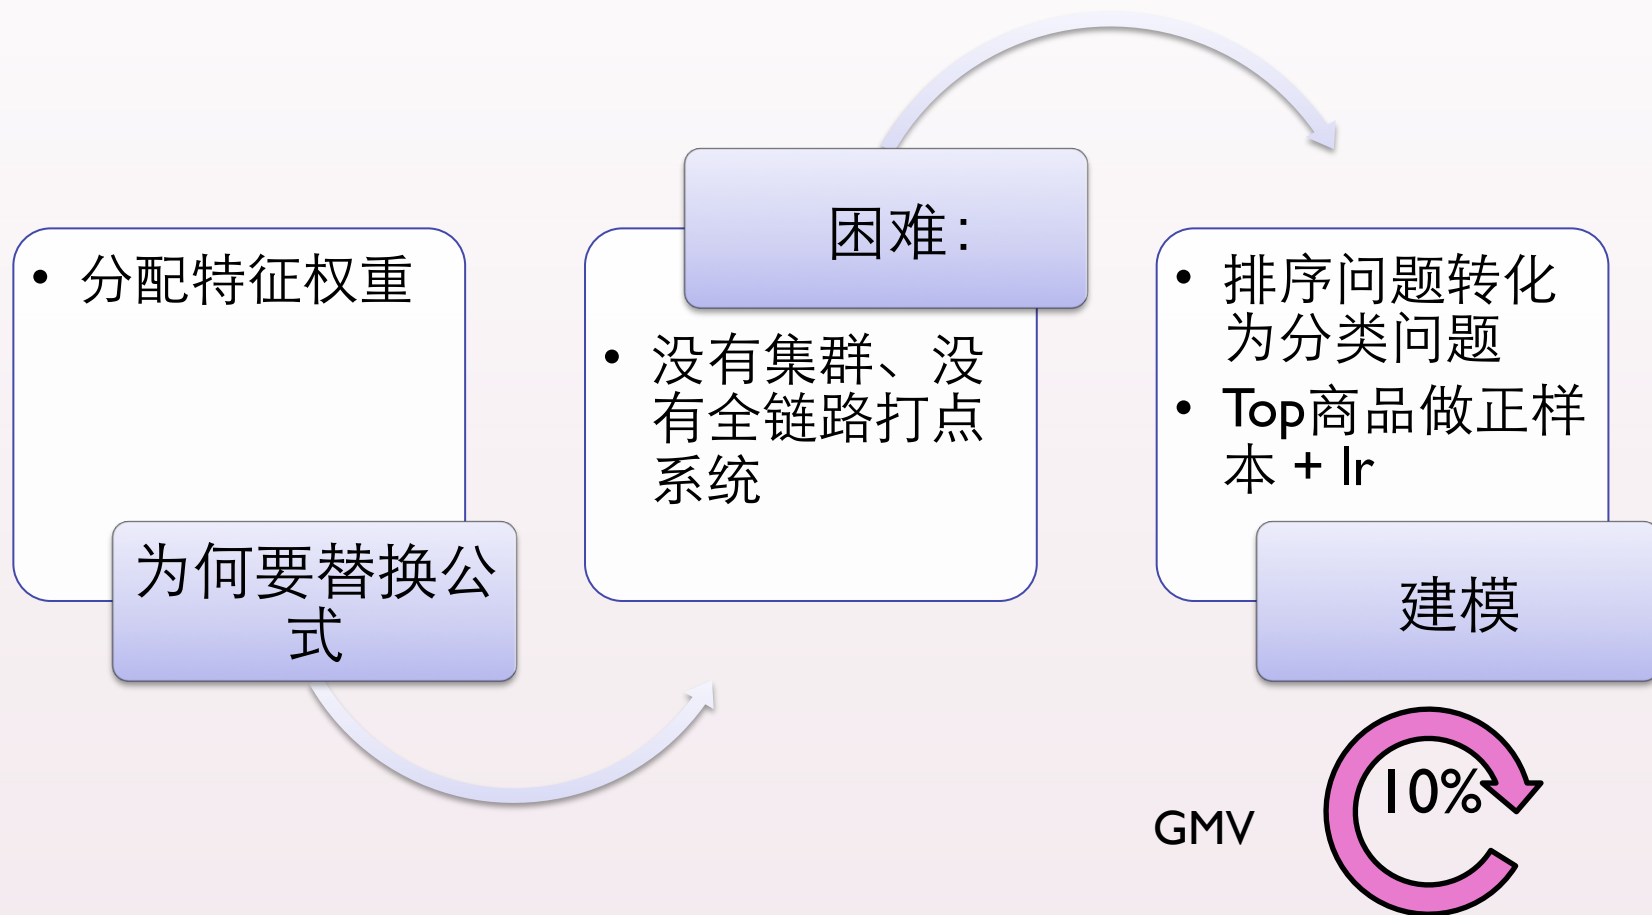 分配特征权重
为何要替换公
式
困难：
没有集群、没
有全链路打点
系统
排序问题转化
为分类问题
Top商品做正样
本 + lr
建模
GMV
10%